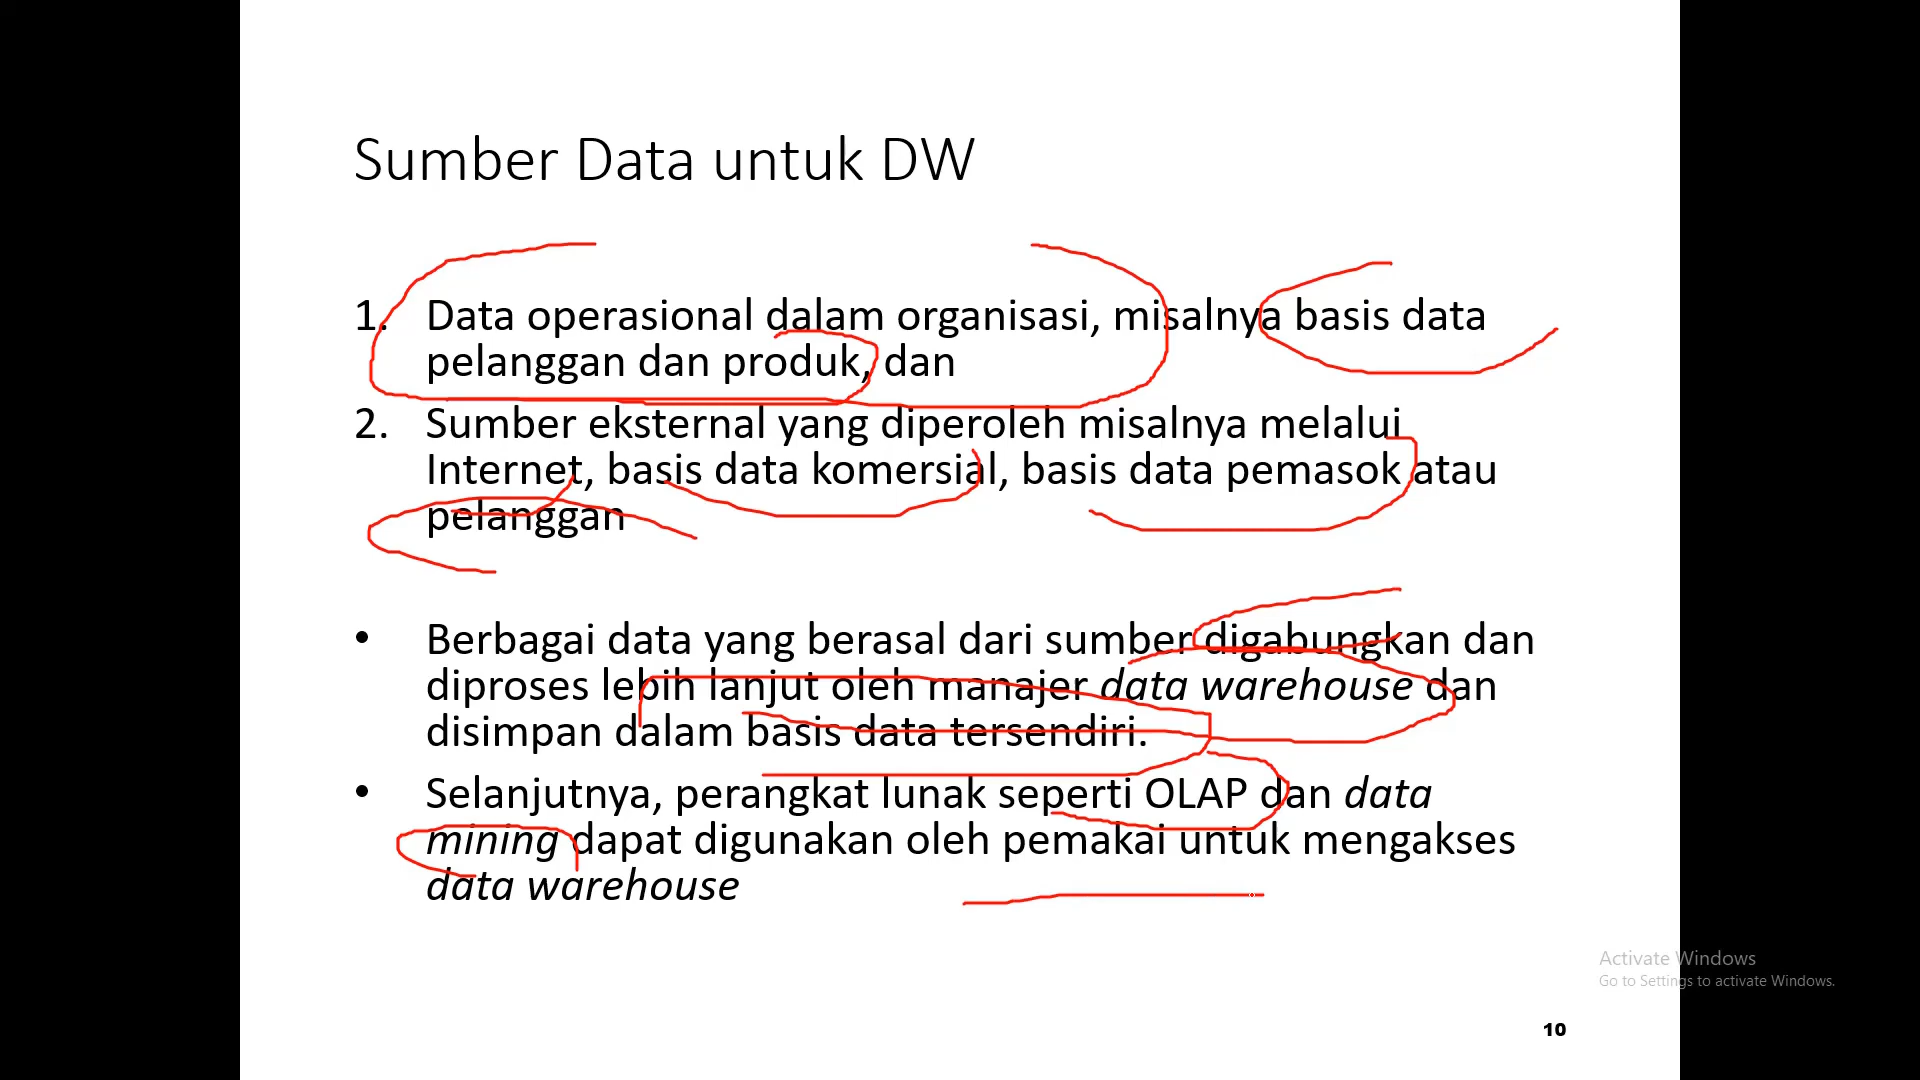 Sumber Data untuk DW
1. Data operasional dalam organisasi, misalnya basis data
pelanggan dan produk, dan
2. Sumber eksternal yang diperoleh misalnya melalui
Internet, basis data komersial, basis data pemasok atau
pelanggan
• Berbagai data yang berasal dari sumber digabungkan dan
diproses lebih lanjut oleh manajer data warehouse dan
disimpan dalam basis data tersendiri.
• Selanjutnya, perangkat lunak seperti OLAP dan data
mining dapat digunakan oleh pemakai untuk mengakses
data warehouse
Activate Windows
Go to Settings to activate Windows.
10